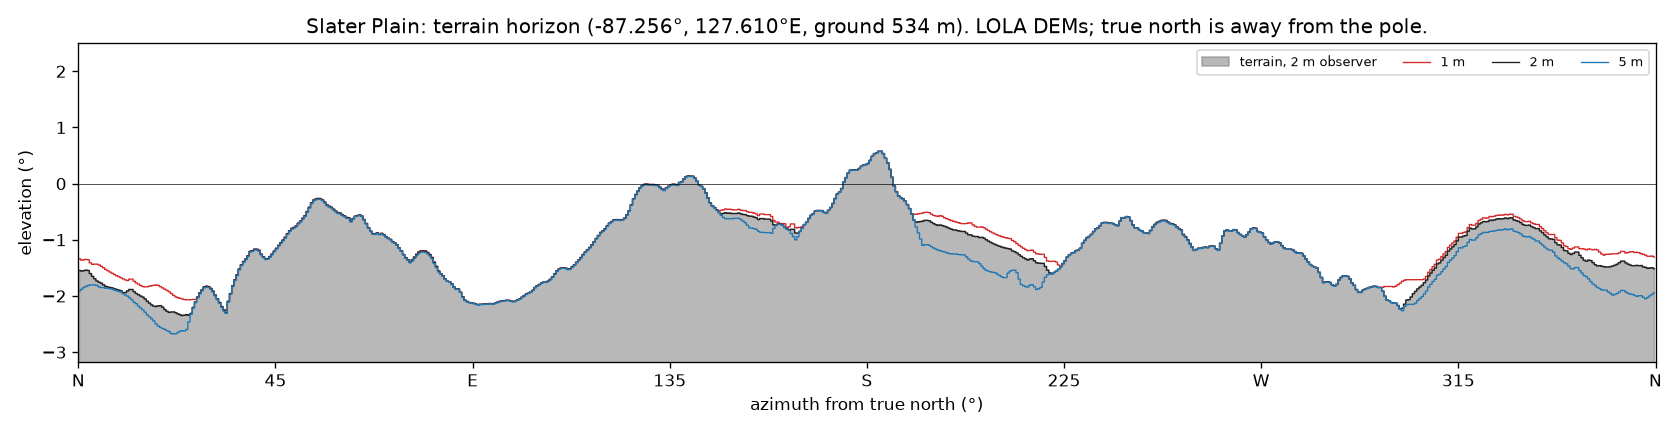 Slater Plain: terrain horizon (-87.256°, 127.610°E, ground 534 m). LOLA DEMs; true north is away from the pole.
terrain, 2 m observer 1 m 2 m 5 m
elevation (°)
2
1
0
−1
−2
−3
N 45 E 135 S 225 W 315 N
azimuth from true north (°)